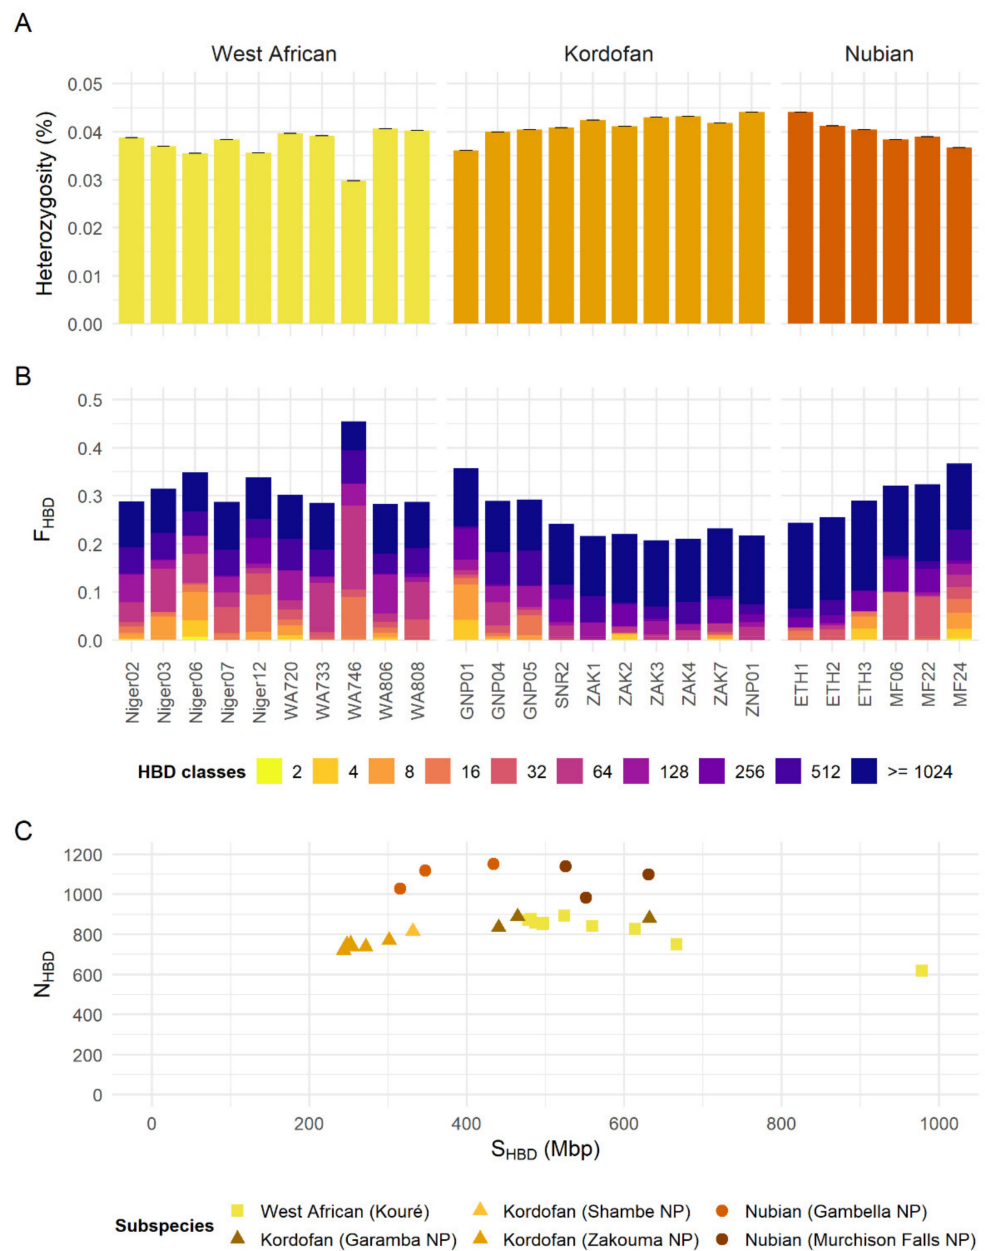 A
West African Kordofan Nubian
Heterozygosity (%)
0.05
0.04
0.03
0.02
0.01
0.00
B
F_HBD
0.5
0.4
0.3
0.2
0.1
0.0
Niger02 Niger03 Niger06 Niger07 Niger12 WA720 WA733 WA746 WA806 WA808 GNP01 GNP04 GNP05 SNR2 ZAK1 ZAK2 ZAK3 ZAK4 ZAK7 ZNP01 ETH1 ETH2 ETH3 MF06 MF22 MF24
HBD classes 2 4 8 16 32 64 128 256 512 >= 1024
C
N_HBD
1200
1000
800
600
400
200
0
0 200 400 600 800 1000
S_HBD (Mbp)
Subspecies
West African (Kouré) Kordofan (Shambe NP) Nubian (Gambella NP)
Kordofan (Garamba NP) Kordofan (Zakouma NP) Nubian (Murchison Falls NP)